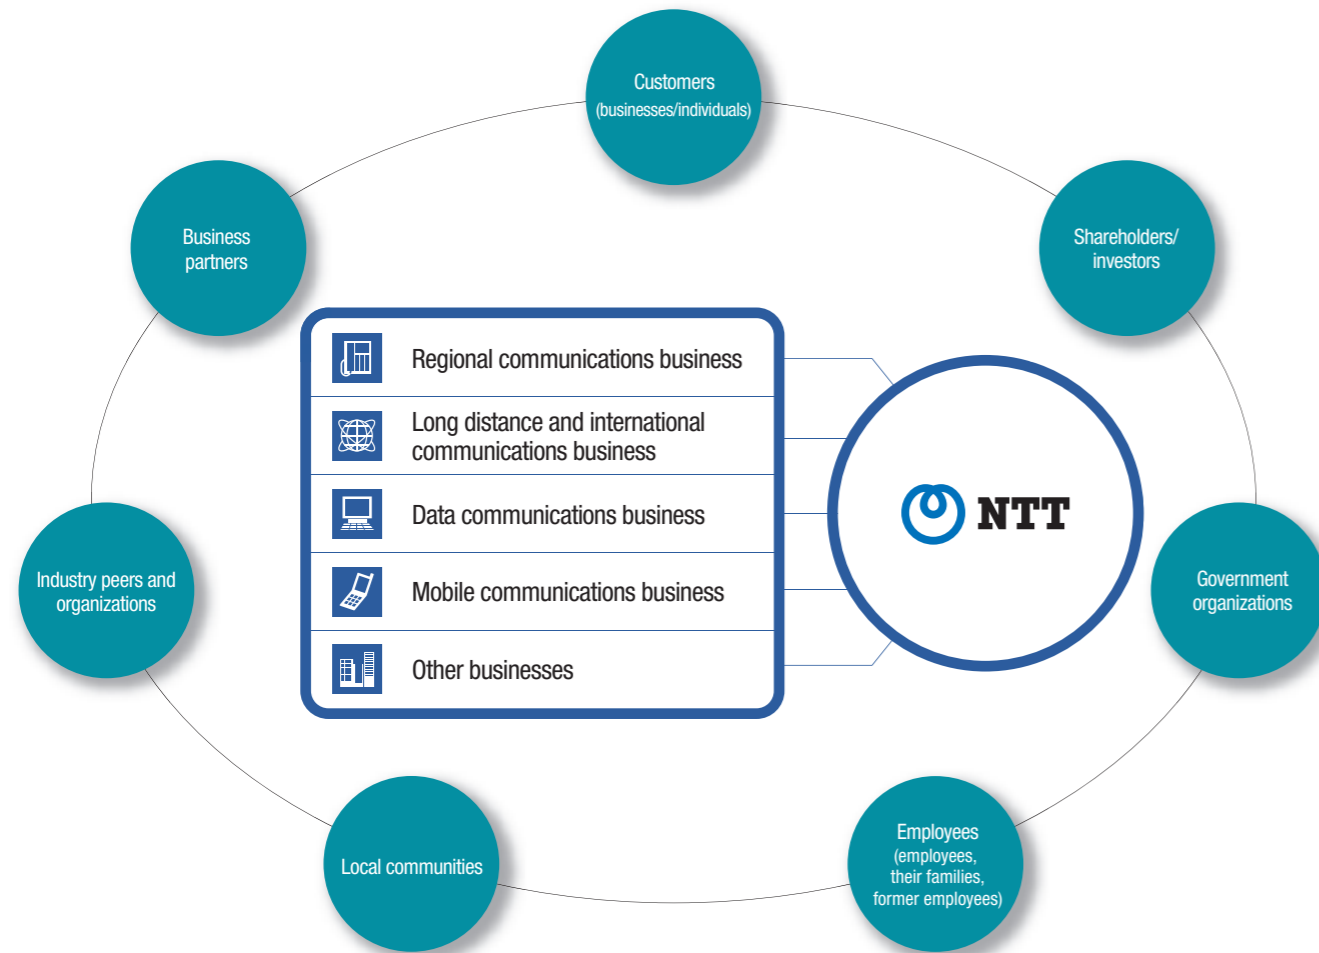 Customers
(businesses/individuals)
Business
partners
Shareholders/
investors
Regional communications business
Long distance and international
communications business
Data communications business
Mobile communications business
Other businesses
NTT
Industry peers and
organizations
Government
organizations
Local communities
Employees
(employees,
their families,
former employees)